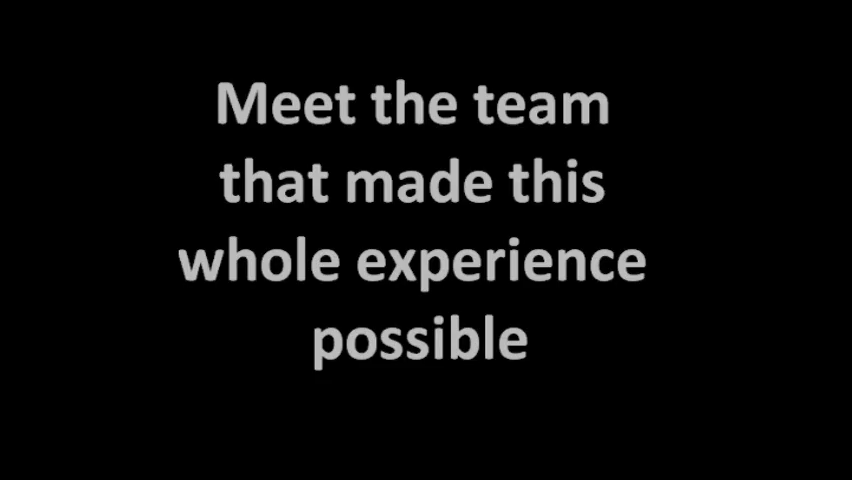 Meet the team
that made this
whole experience
possible